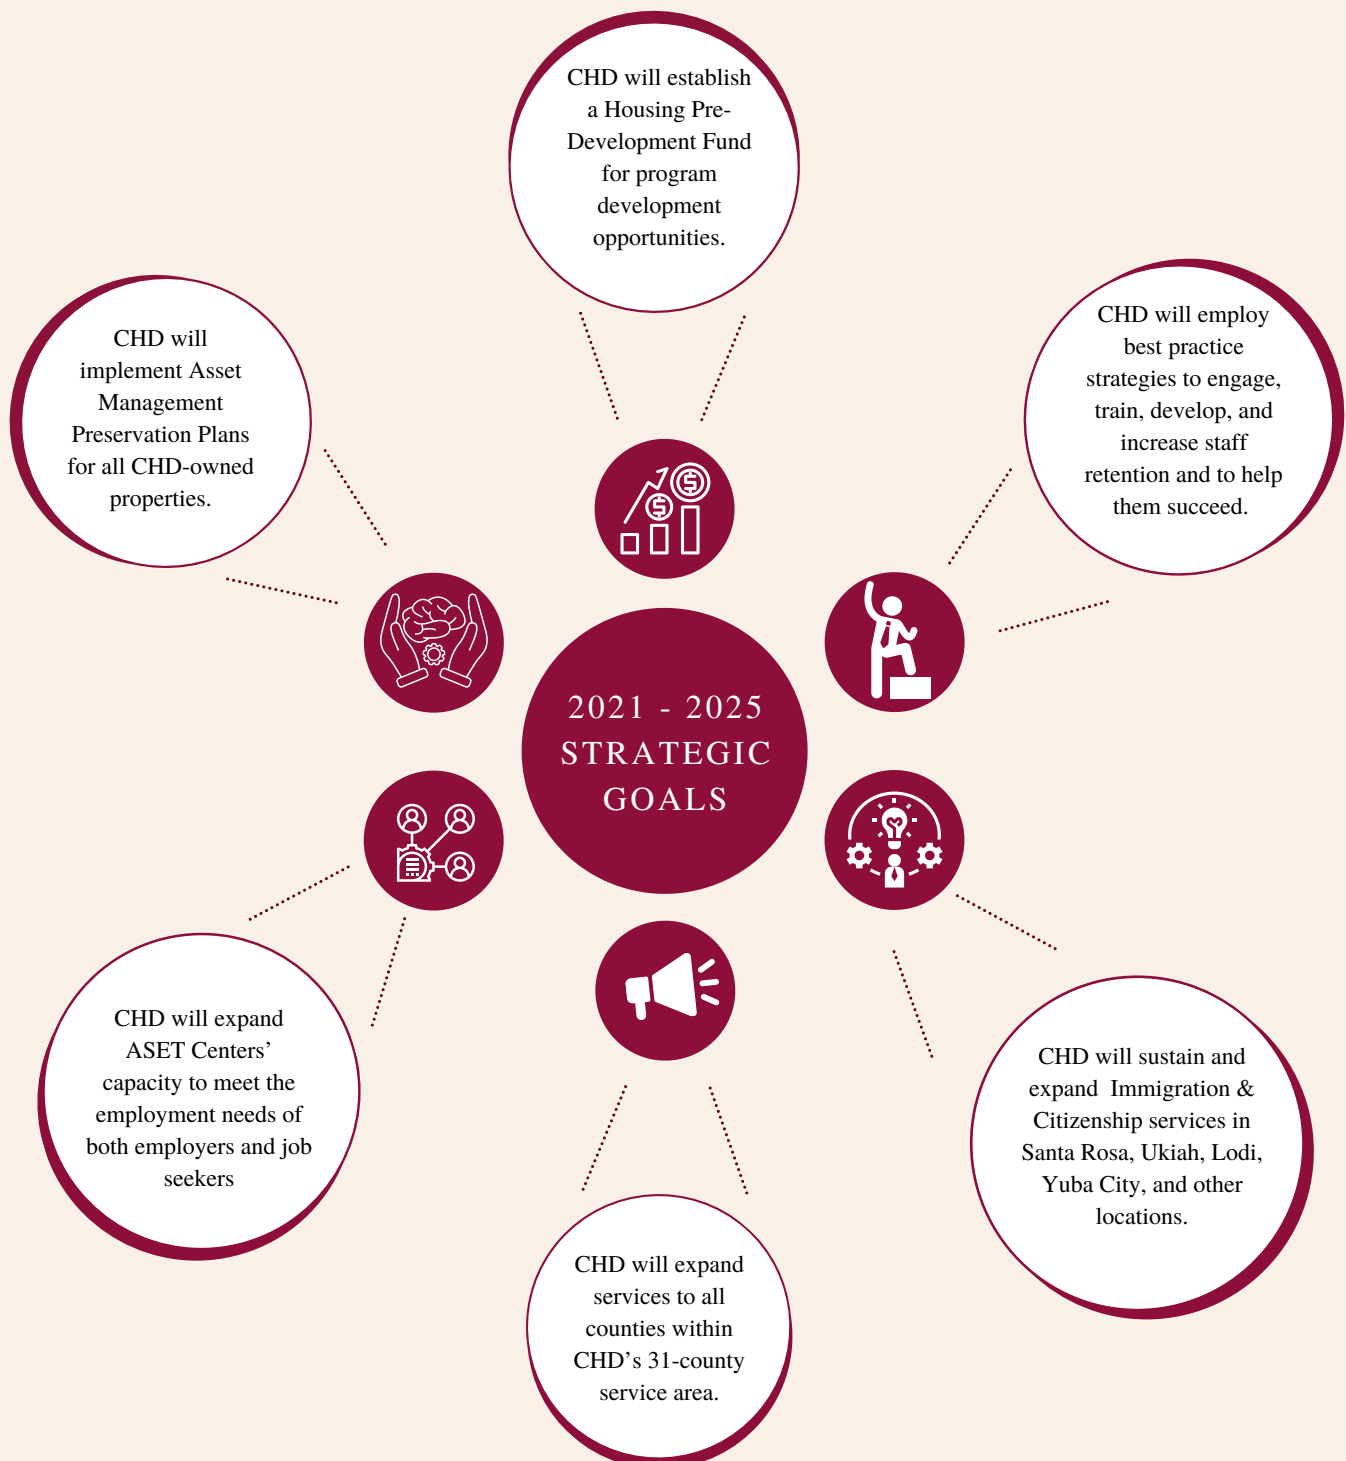 CHD will establish
a Housing Pre-
Development Fund
for program
development
opportunities.
CHD will
implement Asset
Management
Preservation Plans
for all CHD-owned
properties.
CHD will employ
best practice
strategies to engage,
train, develop, and
increase staff
retention and to help
them succeed.
2021 - 2025
STRATEGIC
GOALS
CHD will expand
ASET Centers’
capacity to meet the
employment needs of
both employers and job
seekers
CHD will sustain and
expand  Immigration &
Citizenship services in
Santa Rosa, Ukiah, Lodi,
Yuba City, and other
locations.
CHD will expand
services to all
counties within
CHD’s 31-county
service area.